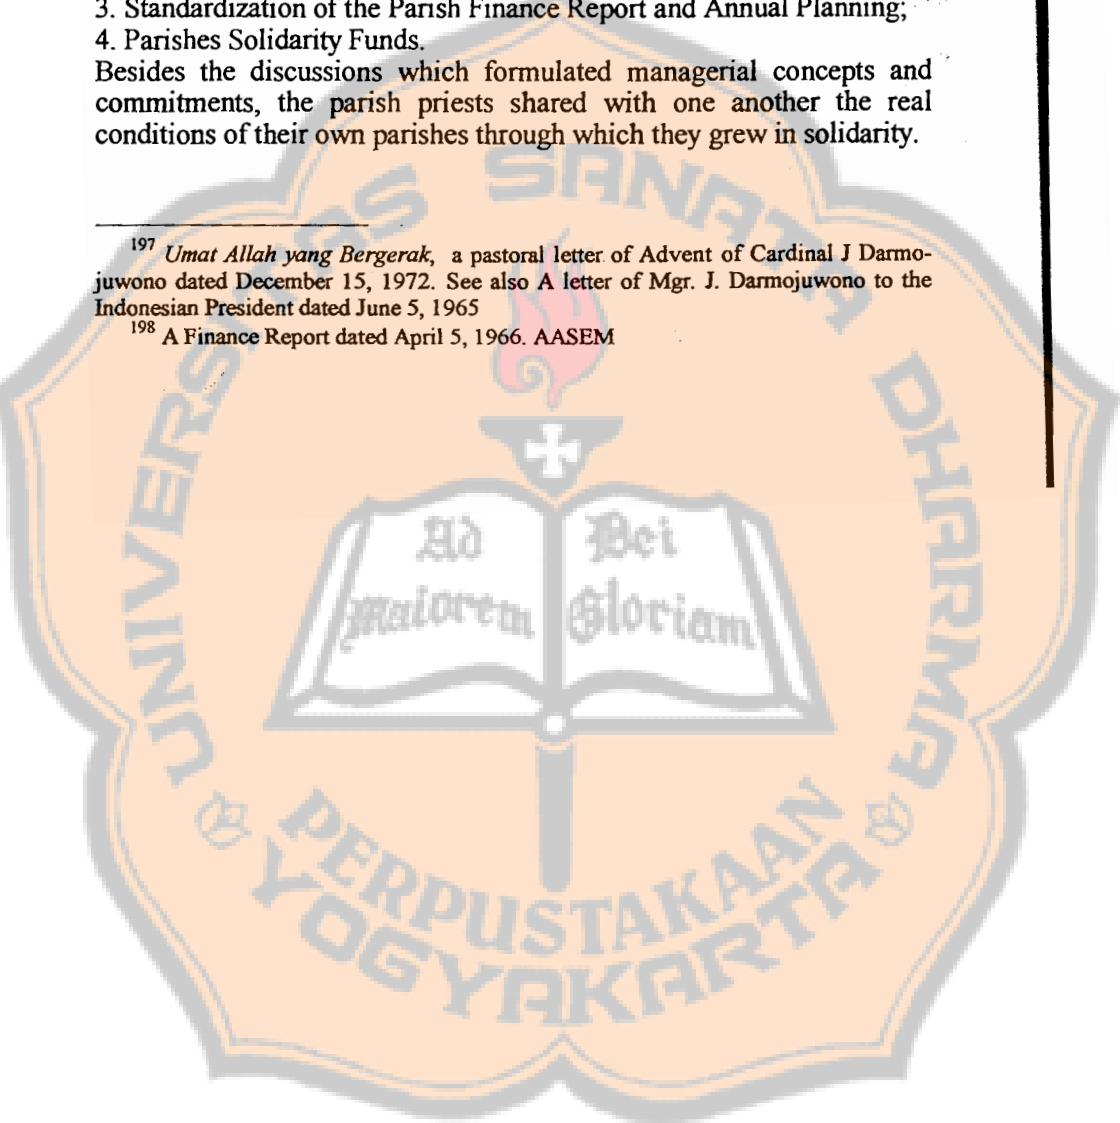 3. Standardization of the Parish Finance Report and Annual Planning;
4. Parishes Solidarity Funds.
Besides the discussions which formulated managerial concepts and
commitments, the parish priests shared with one another the real
conditions of their own parishes through which they grew in solidarity.
197 Umat Allah yang Bergerak, a pastoral letter of Advent of Cardinal J Darmo-
juwono dated December 15, 1972. See also A letter of Mgr. J. Darmojuwono to the
Indonesian President dated June 5, 1965
198 A Finance Report dated April 5, 1966. AASEM
UNIVERSITAS SANATA DHARMA
Ad Dei
maiorem Gloriam
PERPUSTAKAAN
YOGYAKARTA